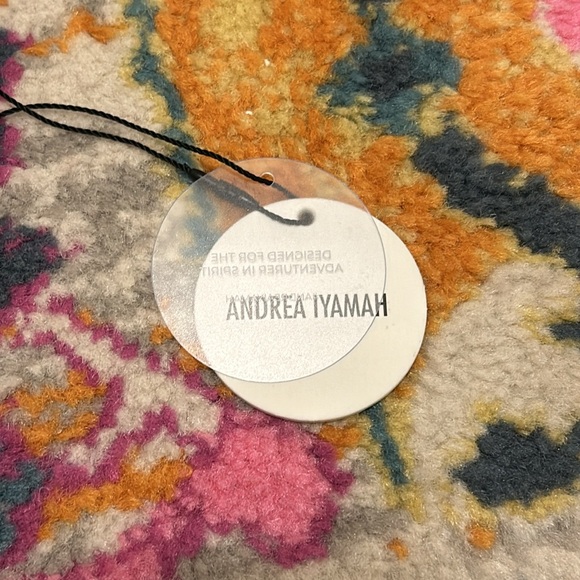 DESIGNED FOR THE
ADVENTURER IN SPIRIT
ANDREA IYAMAH